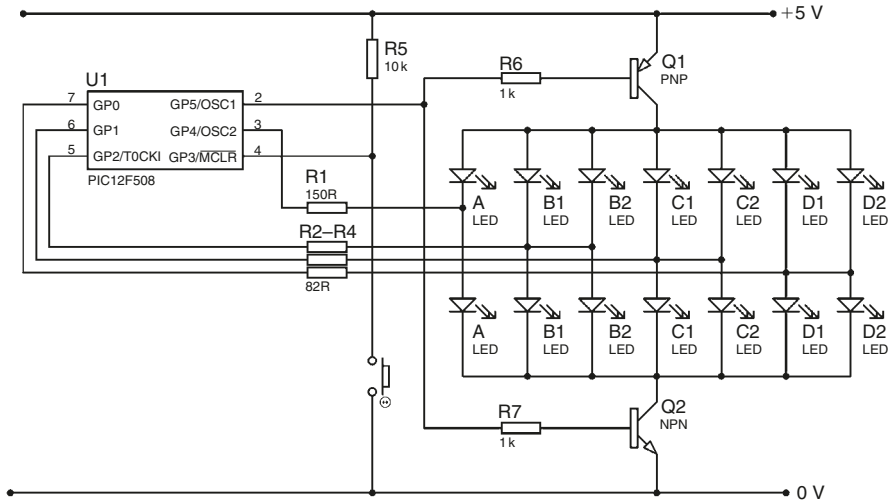 +5 V
R5
10 k
Q1
PNP
R6
1 k
U1
7
GP0
GP5/OSC1
2
6
GP1
GP4/OSC2
3
5
GP2/T0CKI
GP3/MCLR
4
PIC12F508
R1
150R
A
LED
B1
LED
B2
LED
C1
LED
C2
LED
D1
LED
D2
LED
R2–R4
82R
A
LED
B1
LED
B2
LED
C1
LED
C2
LED
D1
LED
D2
LED
R7
1 k
Q2
NPN
0 V